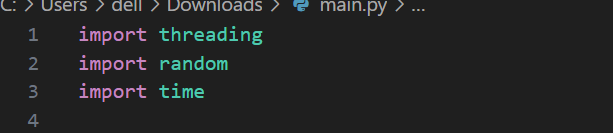 C: > Users > dell > Downloads > main.py > ...
1 import threading
2 import random
3 import time
4